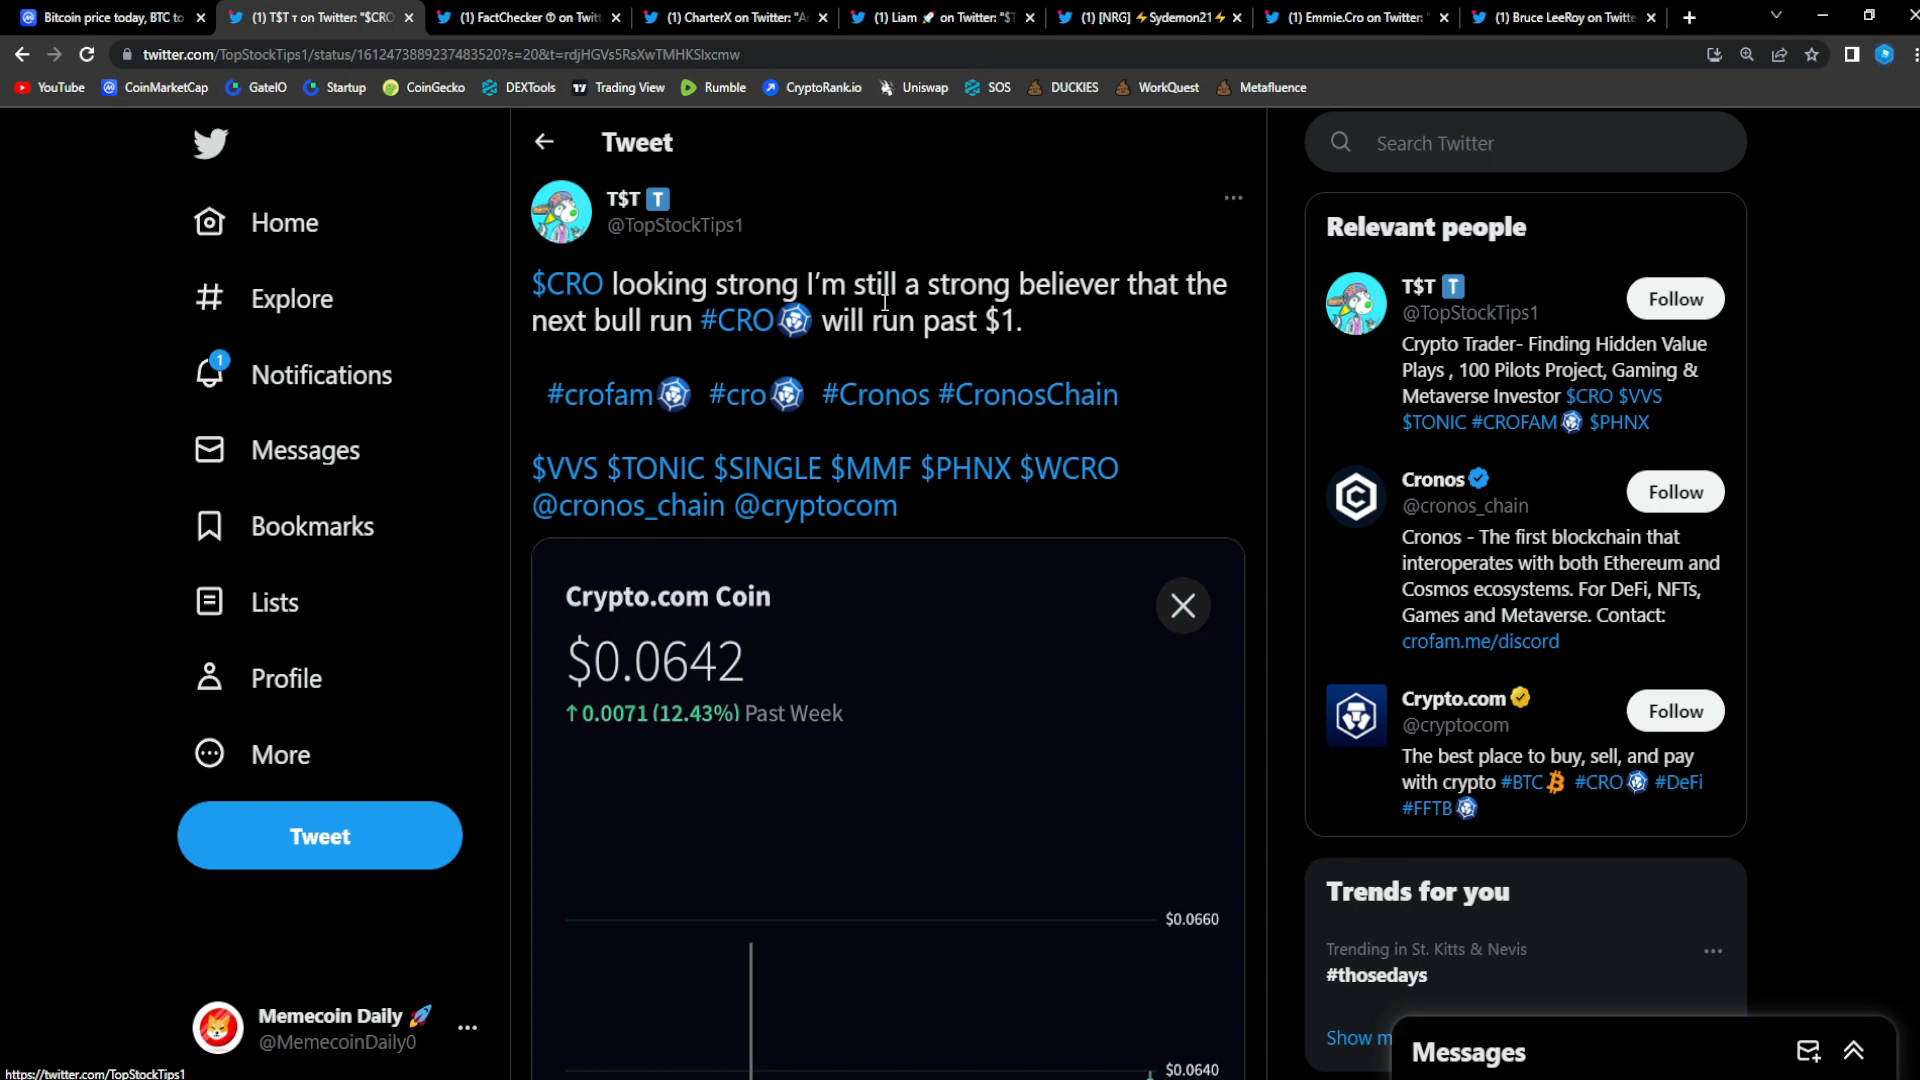 Bitcoin price today, BTC to
(1) T$T т on Twitter: "$CRO
(1) FactChecker on Twitt
(1) CharterX on Twitter: "A
(1) Liam 🚀 on Twitter: "$T
(1) [NRG] ⚡Sydemon21⚡
(1) Emmie.Cro on Twitter: "
(1) Bruce LeeRoy on Twitte
twitter.com/TopStockTips1/status/1612473889237483520?s=20&t=rdjHGVs5RsXwTMHKSlxcmw
YouTube
CoinMarketCap
GateIO
Startup
CoinGecko
DEXTools
Trading View
Rumble
CryptoRank.io
Uniswap
SOS
DUCKIES
WorkQuest
Metafluence
Home
Explore
1
Notifications
Messages
Bookmarks
Lists
Profile
More
Tweet
Memecoin Daily 🚀
@MemecoinDaily0
https://twitter.com/TopStockTips1
Tweet
T$T T
@TopStockTips1
$CRO looking strong I'm still a strong believer that the
next bull run #CRO will run past $1.
#crofam #cro #Cronos #CronosChain
$VVS $TONIC $SINGLE $MMF $PHNX $WCRO
@cronos_chain @cryptocom
Crypto.com Coin
$0.0642
↑ 0.0071 (12.43%) Past Week
$0.0660
$0.0640
Search Twitter
Relevant people
T$T T
@TopStockTips1
Follow
Crypto Trader- Finding Hidden Value
Plays , 100 Pilots Project, Gaming &
Metaverse Investor $CRO $VVS
$TONIC #CROFAM $PHNX
Cronos
@cronos_chain
Follow
Cronos - The first blockchain that
interoperates with both Ethereum and
Cosmos ecosystems. For DeFi, NFTs,
Games and Metaverse. Contact:
crofam.me/discord
Crypto.com
@cryptocom
Follow
The best place to buy, sell, and pay
with crypto #BTC #CRO #DeFi
#FFTB
Trends for you
Trending in St. Kitts & Nevis
#thosedays
Show m
Messages